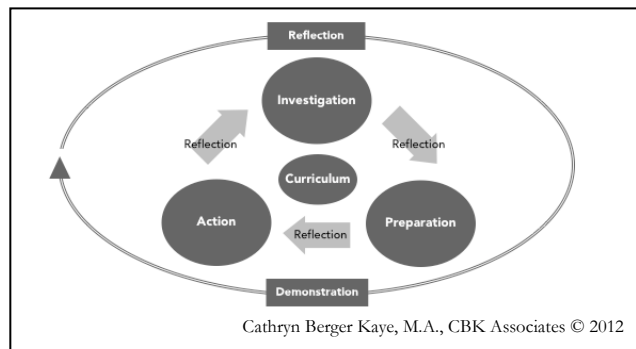 Reflection
Investigation
Reflection
Reflection
Curriculum
Action
Preparation
Reflection
Demonstration
Cathryn Berger Kaye, M.A., CBK Associates © 2012